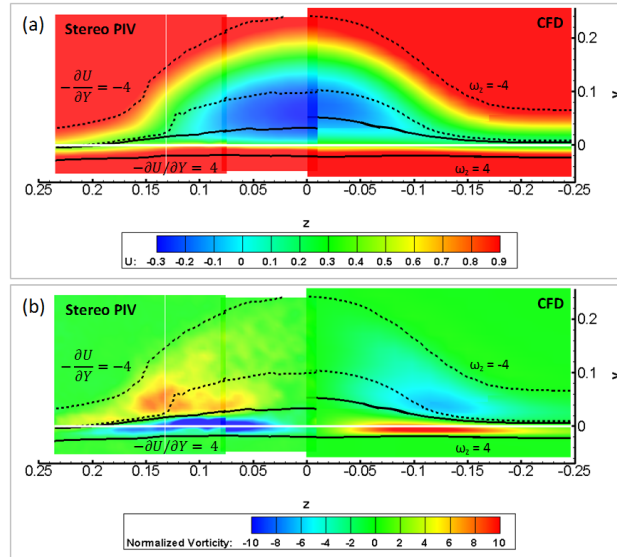 (a) Stereo PIV CFD
0.2
−∂U/∂Y = −4
ω₂ = -4
0.1
0
−∂U/∂Y = 4
ω₂ = 4
0.25 0.2 0.15 0.1 0.05 0 -0.05 -0.1 -0.15 -0.2 -0.25
z
U: -0.3 -0.2 -0.1 0 0.1 0.2 0.3 0.4 0.5 0.6 0.7 0.8 0.9
(b) Stereo PIV CFD
0.2
−∂U/∂Y = −4
ω₂ = -4
0.1
0
−∂U/∂Y = 4
ω₂ = 4
0.25 0.2 0.15 0.1 0.05 0 -0.05 -0.1 -0.15 -0.2 -0.25
z
Normalized Vorticity: -10 -8 -6 -4 -2 0 2 4 6 8 10